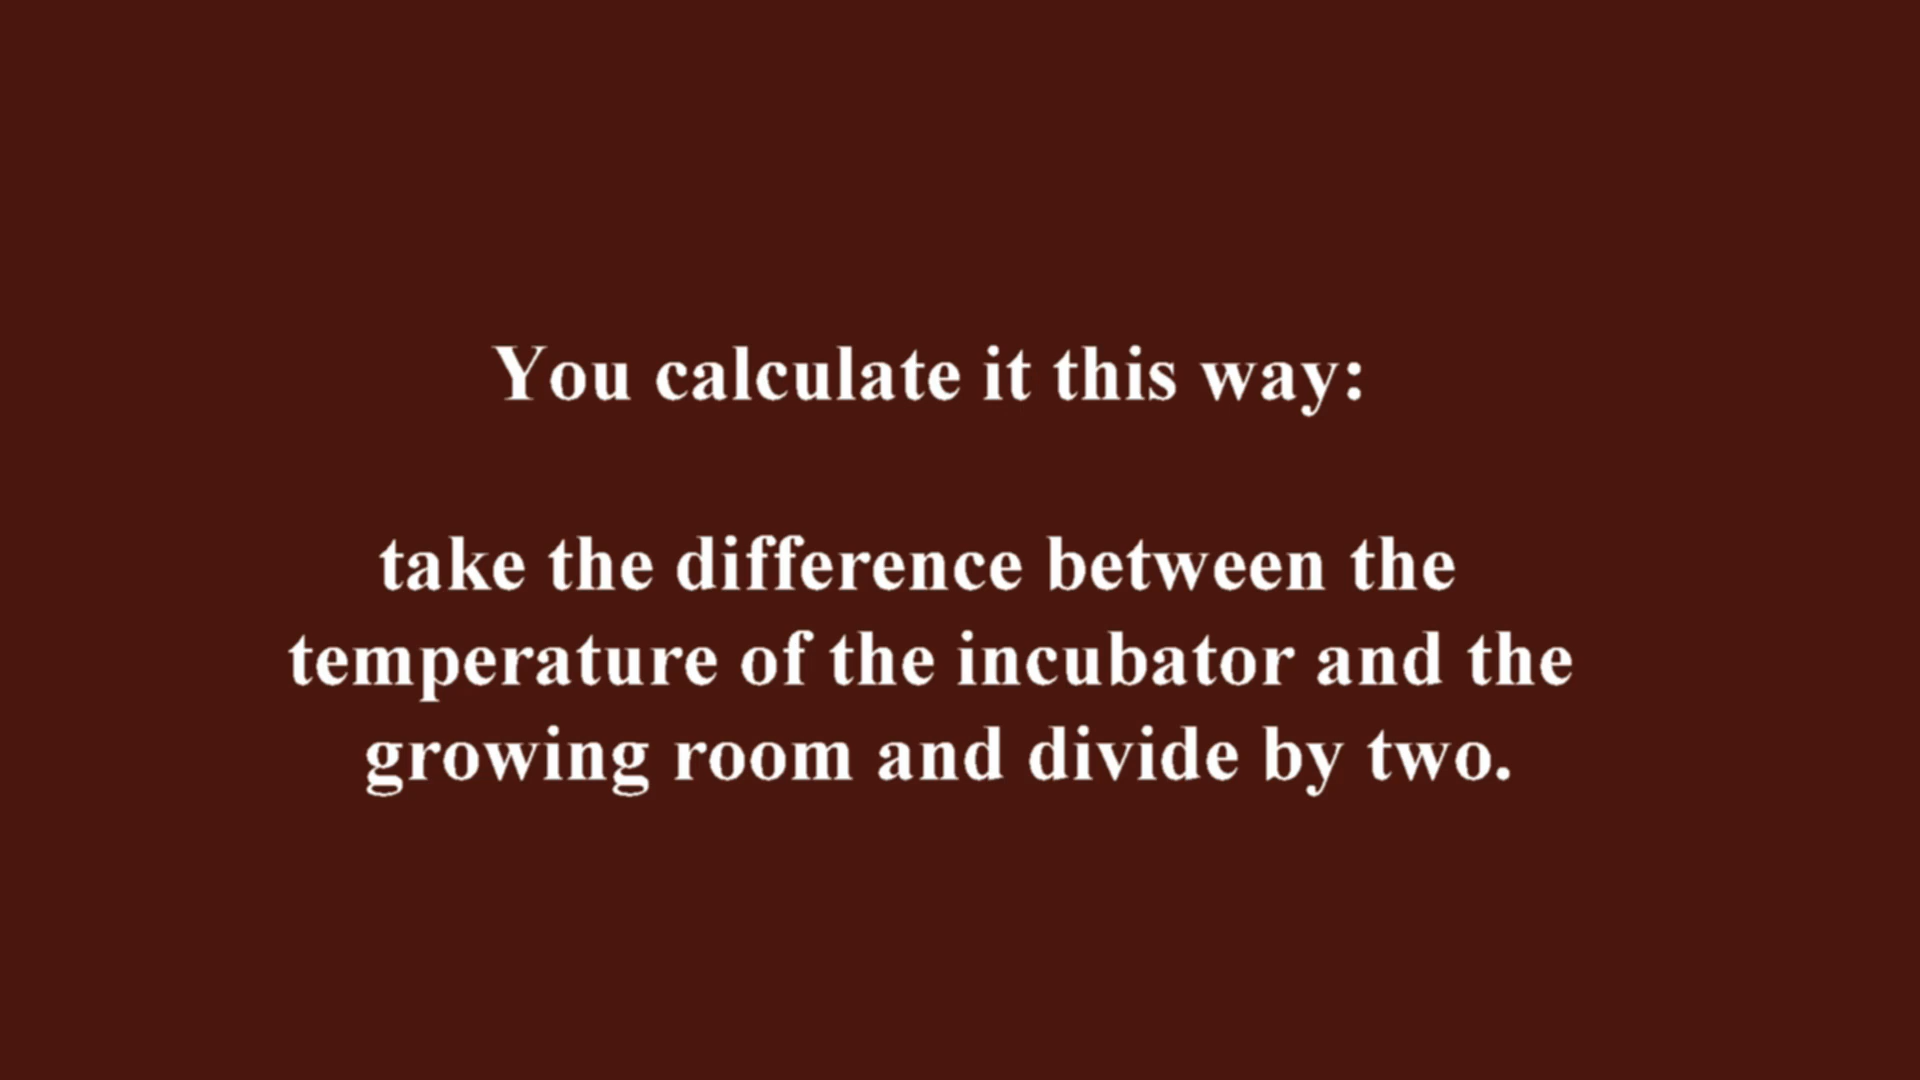 You calculate it this way:
take the difference between the
temperature of the incubator and the
growing room and divide by two.